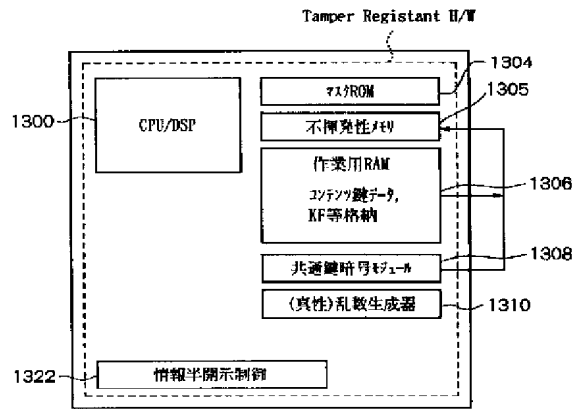 Tamper Registant H/W
1304
マスクROM
1305
1300
CPU/DSP
不揮発性メモリ
作業用RAM
コンテンツ鍵データ,
KF等格納
1306
1308
共通鍵暗号モジュール
(真性)乱数生成器
1310
1322
情報半開示制御